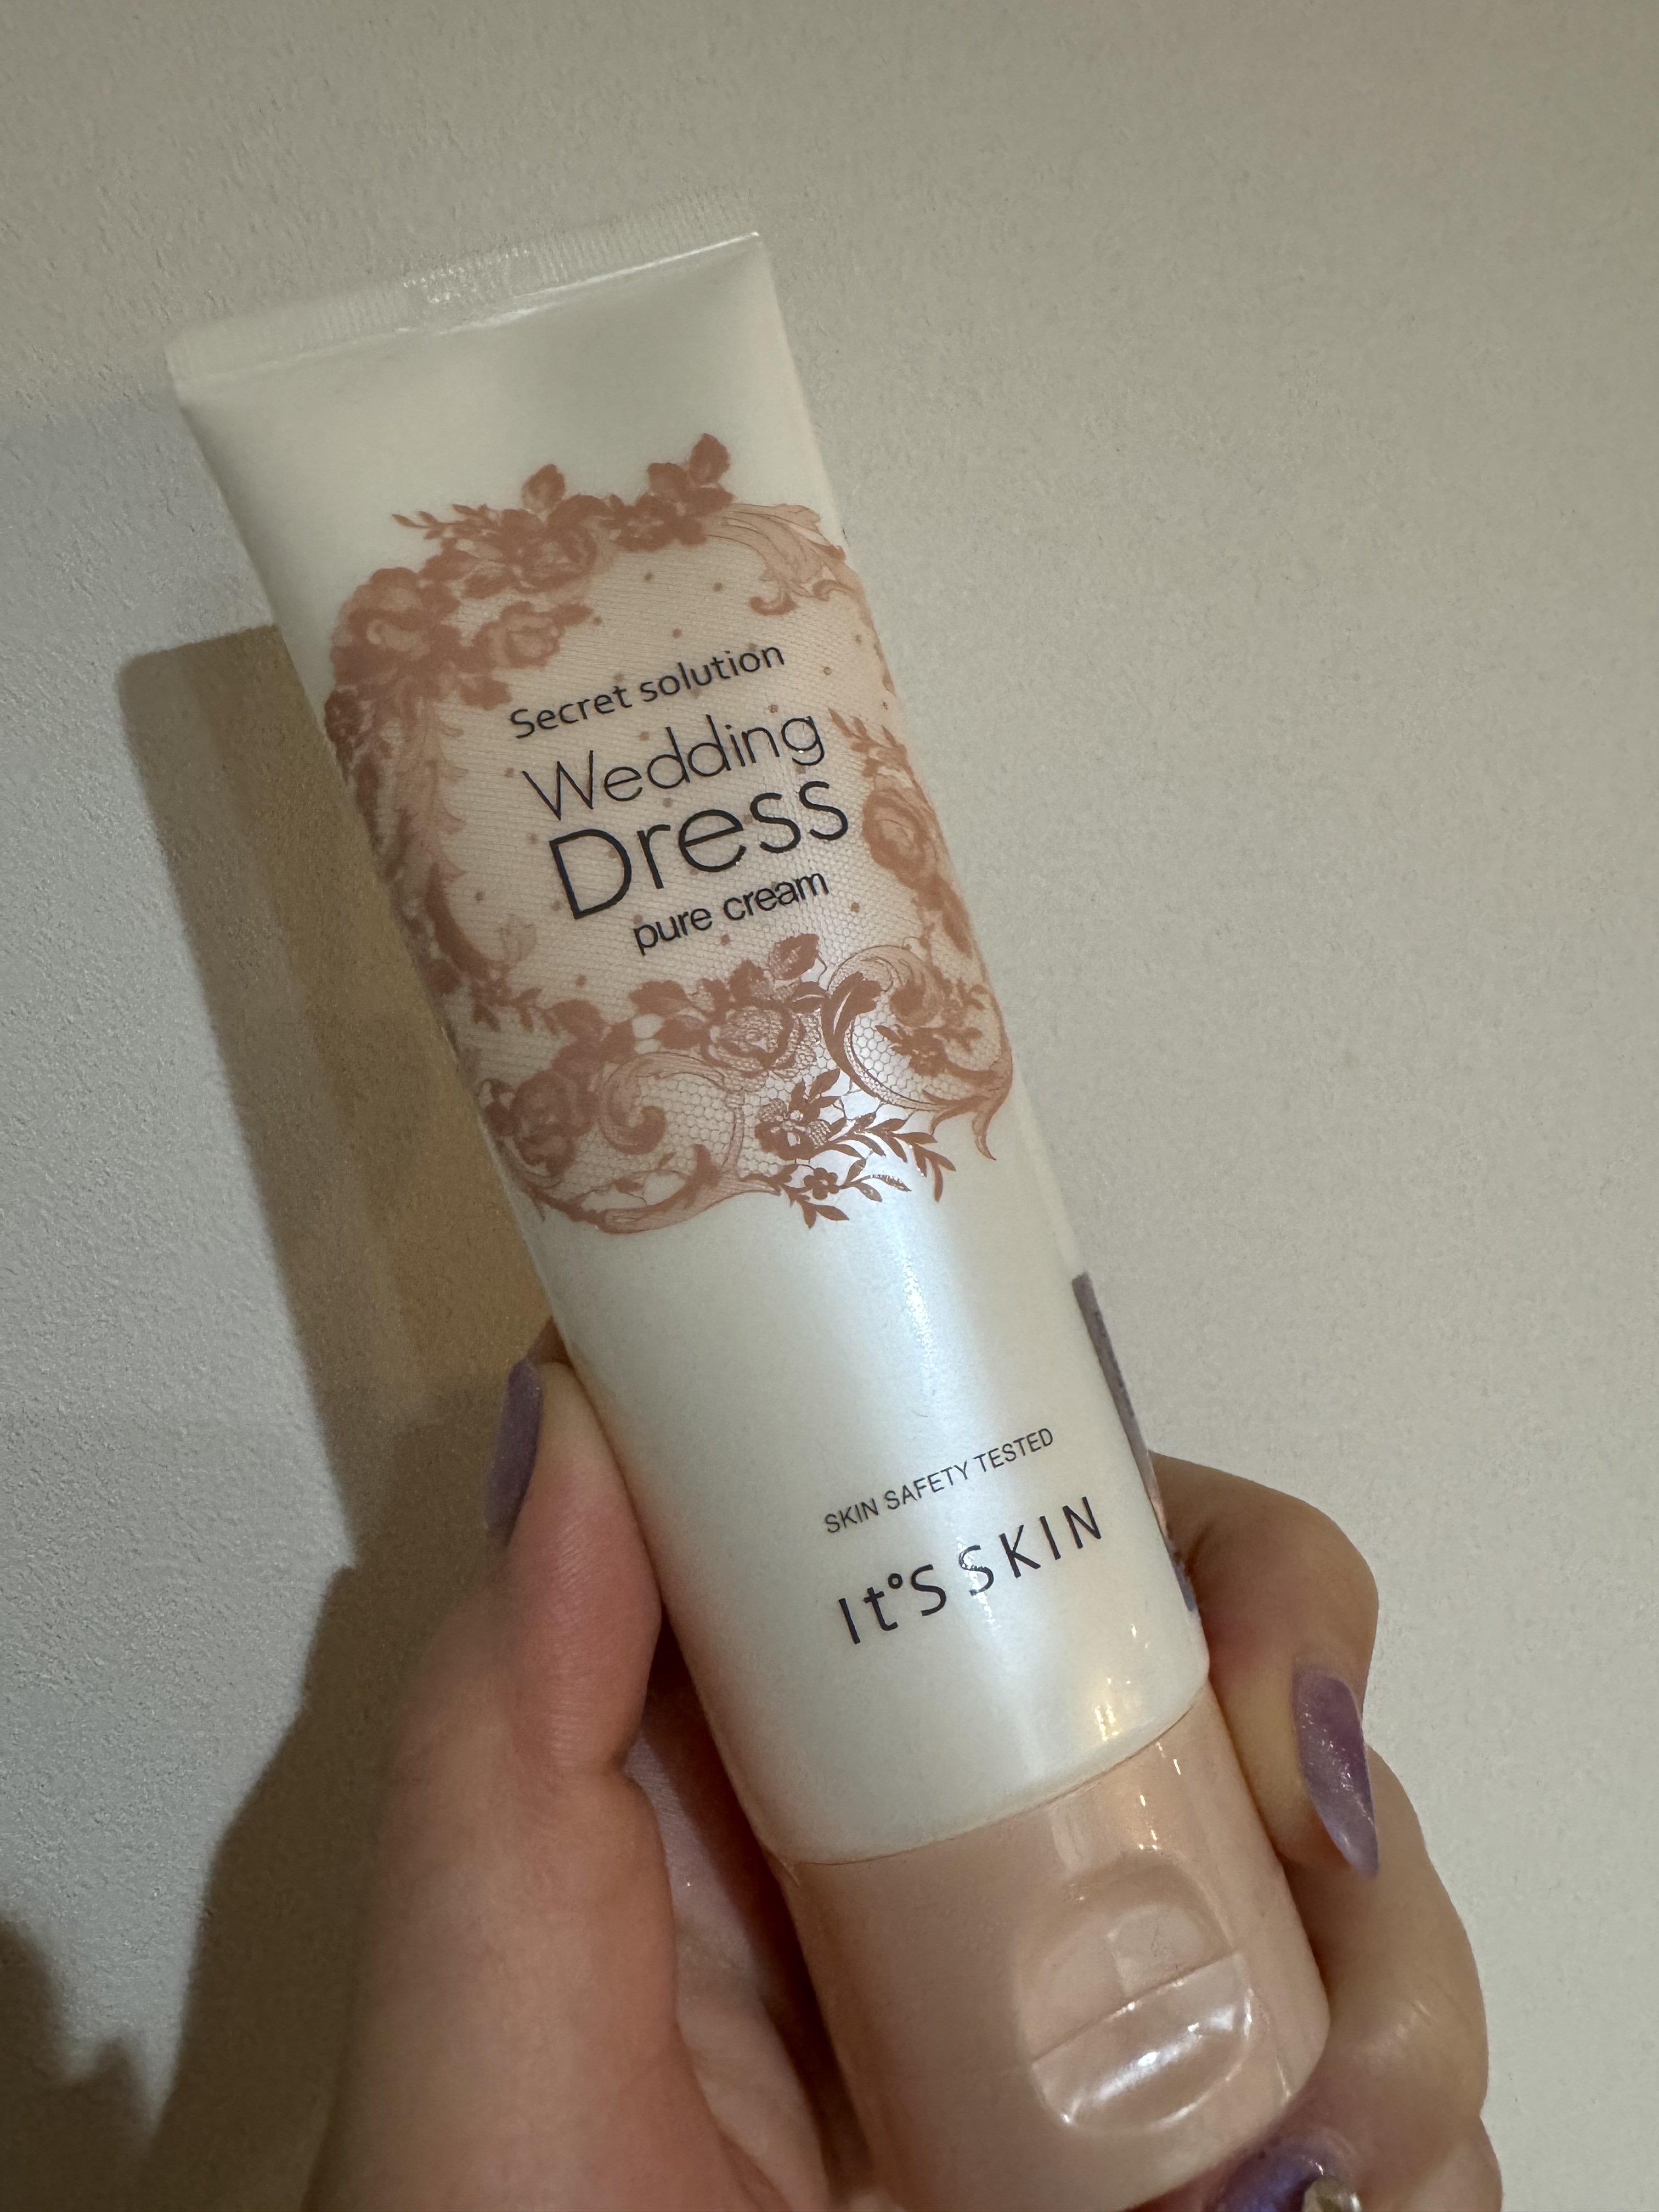 Secret solution
Wedding
Dress
pure cream
SKIN SAFETY TESTED
It°S SKIN